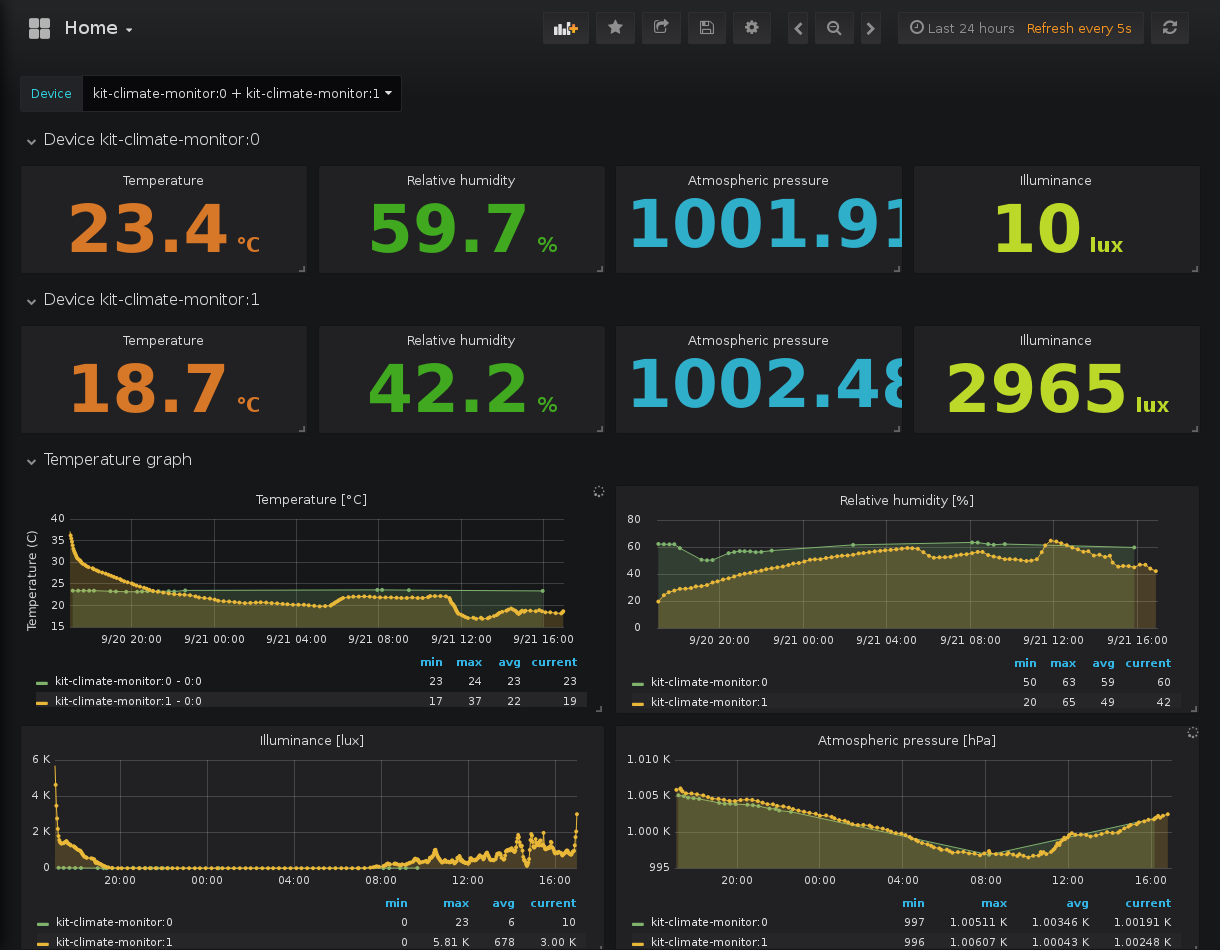 Home
Last 24 hours Refresh every 5s
Device kit-climate-monitor:0 + kit-climate-monitor:1
Device kit-climate-monitor:0
Temperature Relative humidity Atmospheric pressure Illuminance
23.4 °C 59.7 % 1001.91 10 lux
Device kit-climate-monitor:1
Temperature Relative humidity Atmospheric pressure Illuminance
18.7 °C 42.2 % 1002.48 2965 lux
Temperature graph
Temperature [°C]
Temperature (C)
40
35
30
25
20
15
9/20 20:00 9/21 00:00 9/21 04:00 9/21 08:00 9/21 12:00 9/21 16:00
min max avg current
kit-climate-monitor:0 - 0:0 23 24 23 23
kit-climate-monitor:1 - 0:0 17 37 22 19
Relative humidity [%]
80
60
40
20
0
9/20 20:00 9/21 00:00 9/21 04:00 9/21 08:00 9/21 12:00 9/21 16:00
min max avg current
kit-climate-monitor:0 50 63 59 60
kit-climate-monitor:1 20 65 49 42
Illuminance [lux]
6 K
4 K
2 K
0
20:00 00:00 04:00 08:00 12:00 16:00
min max avg current
kit-climate-monitor:0 0 23 6 10
kit-climate-monitor:1 0 5.81 K 678 3.00 K
Atmospheric pressure [hPa]
1.010 K
1.005 K
1.000 K
995
20:00 00:00 04:00 08:00 12:00 16:00
min max avg current
kit-climate-monitor:0 997 1.00511 K 1.00346 K 1.00191 K
kit-climate-monitor:1 996 1.00607 K 1.00043 K 1.00248 K